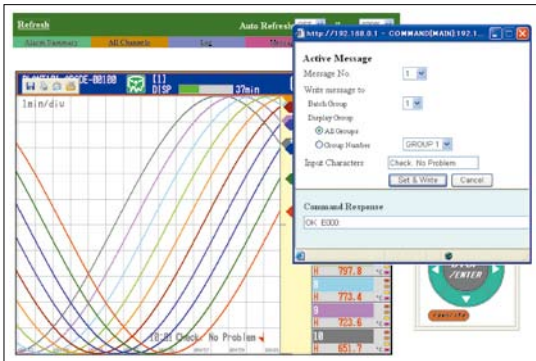 Refresh
Auto Refresh
Alarm Summary
All Channels
Log
[1]
DISP
37min
1min/div
H 797.8 °C
8
H 773.4 °C
9
H 723.6 °C
10
H 651.7 °C
Check. No Problem
/ENTER
http://192.168.0.1 - COMMAND(MAIN) 192.1...
Active Message
Message No. 1
Write message to
Batch Group 1
Display Group
All Groups
Group Number GROUP 1
Input Characters Check. No Problem
Set & Write Cancel
Command Response
OK E000